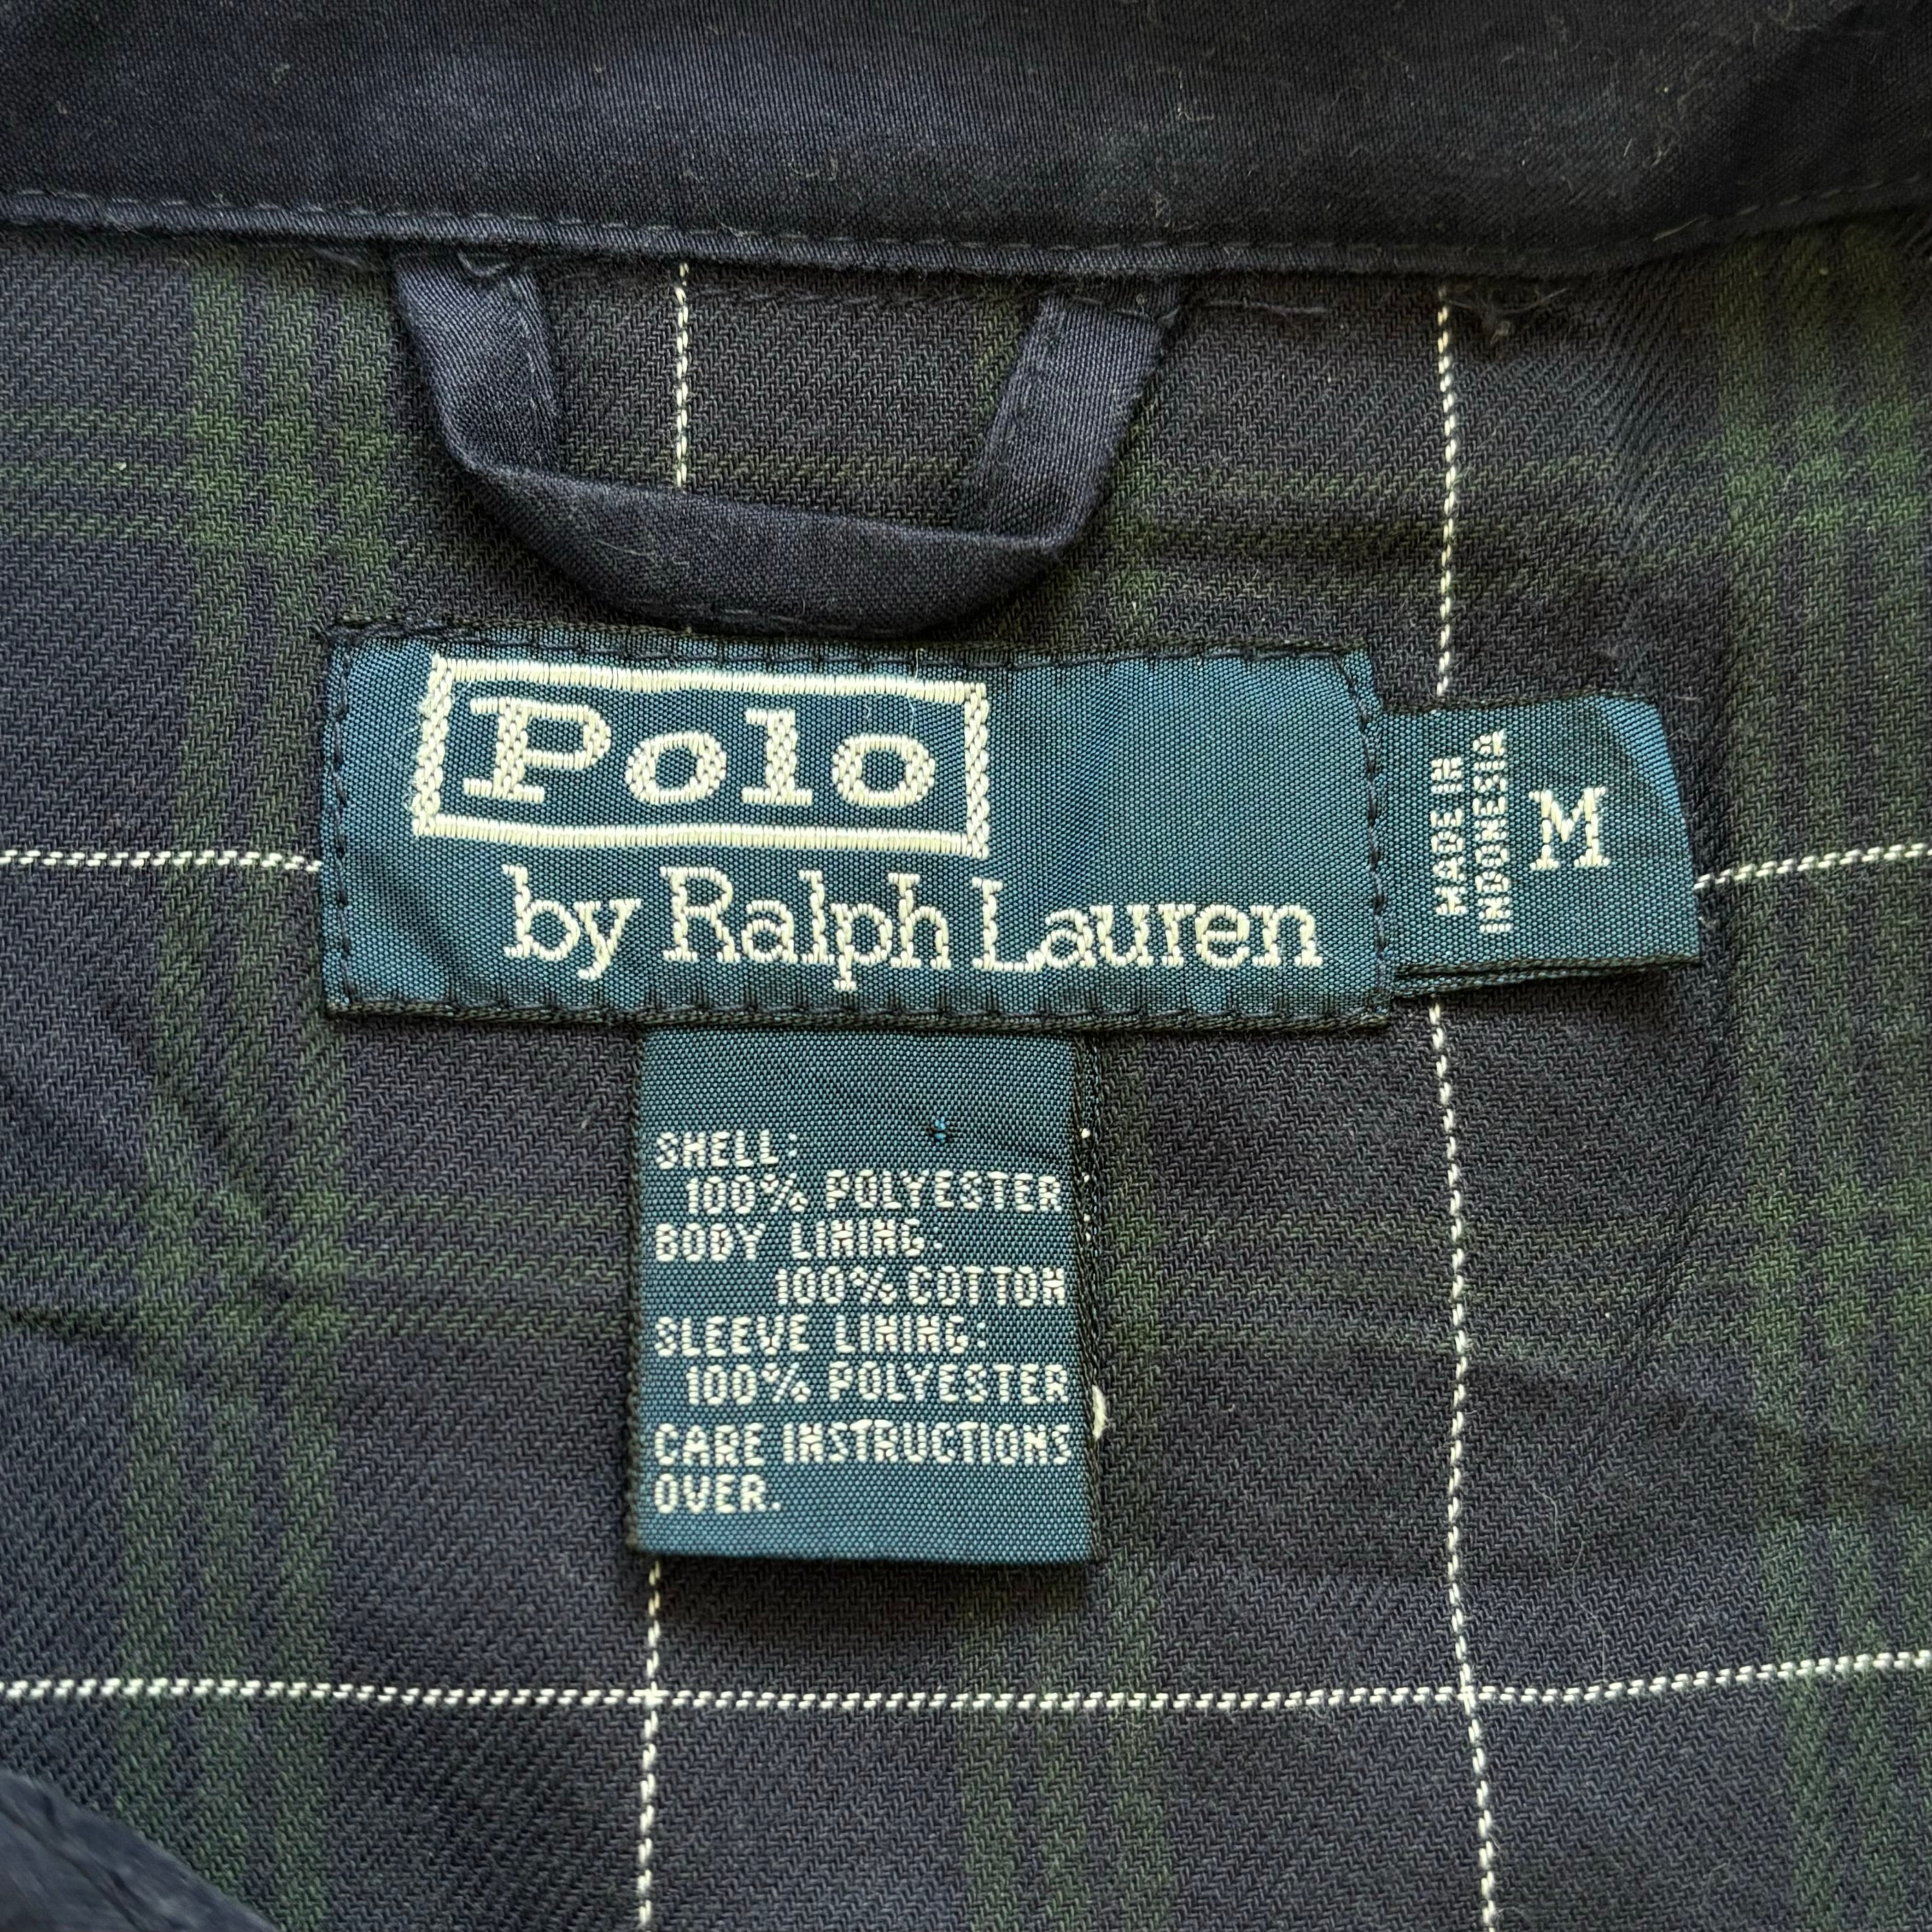 Polo
by Ralph Lauren
MADE IN
INDONESIA
M
SHELL:
100% POLYESTER
BODY LINING:
100% COTTON
SLEEVE LINING:
100% POLYESTER
CARE INSTRUCTIONS
OVER.